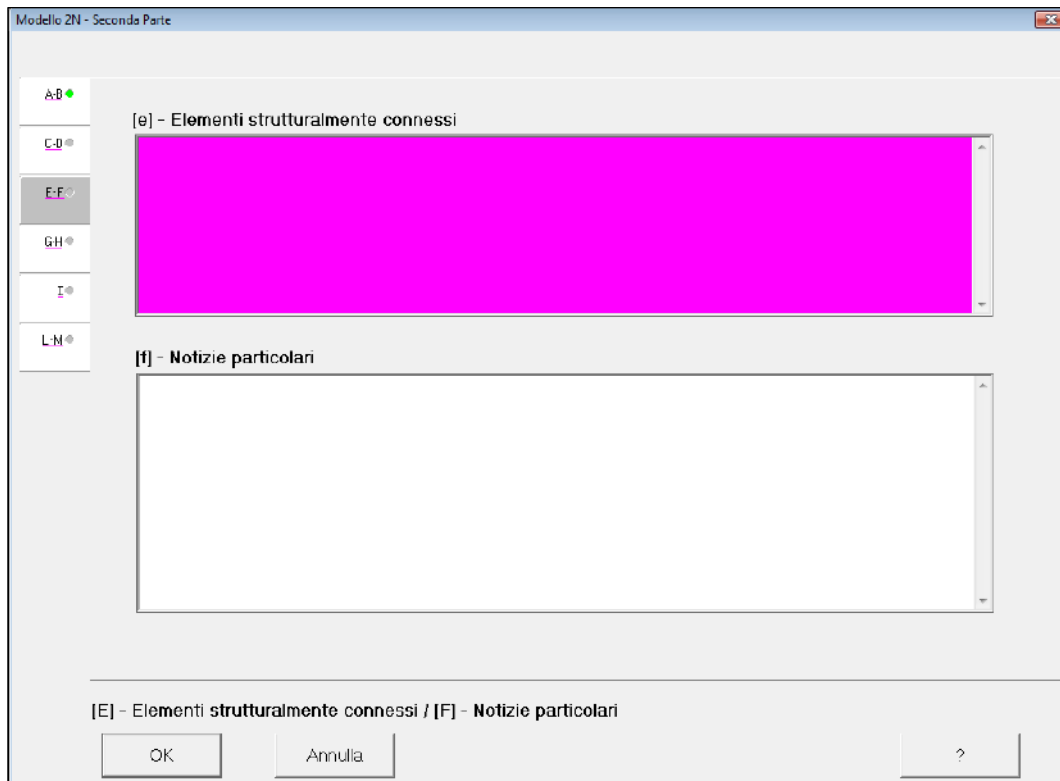 Modello 2N - Seconda Parte
A-B
C-D
E-F
G-H
I
L-M
[e] - Elementi strutturalmente connessi
[f] - Notizie particolari
[E] - Elementi strutturalmente connessi / [F] - Notizie particolari
OK
Annulla
?